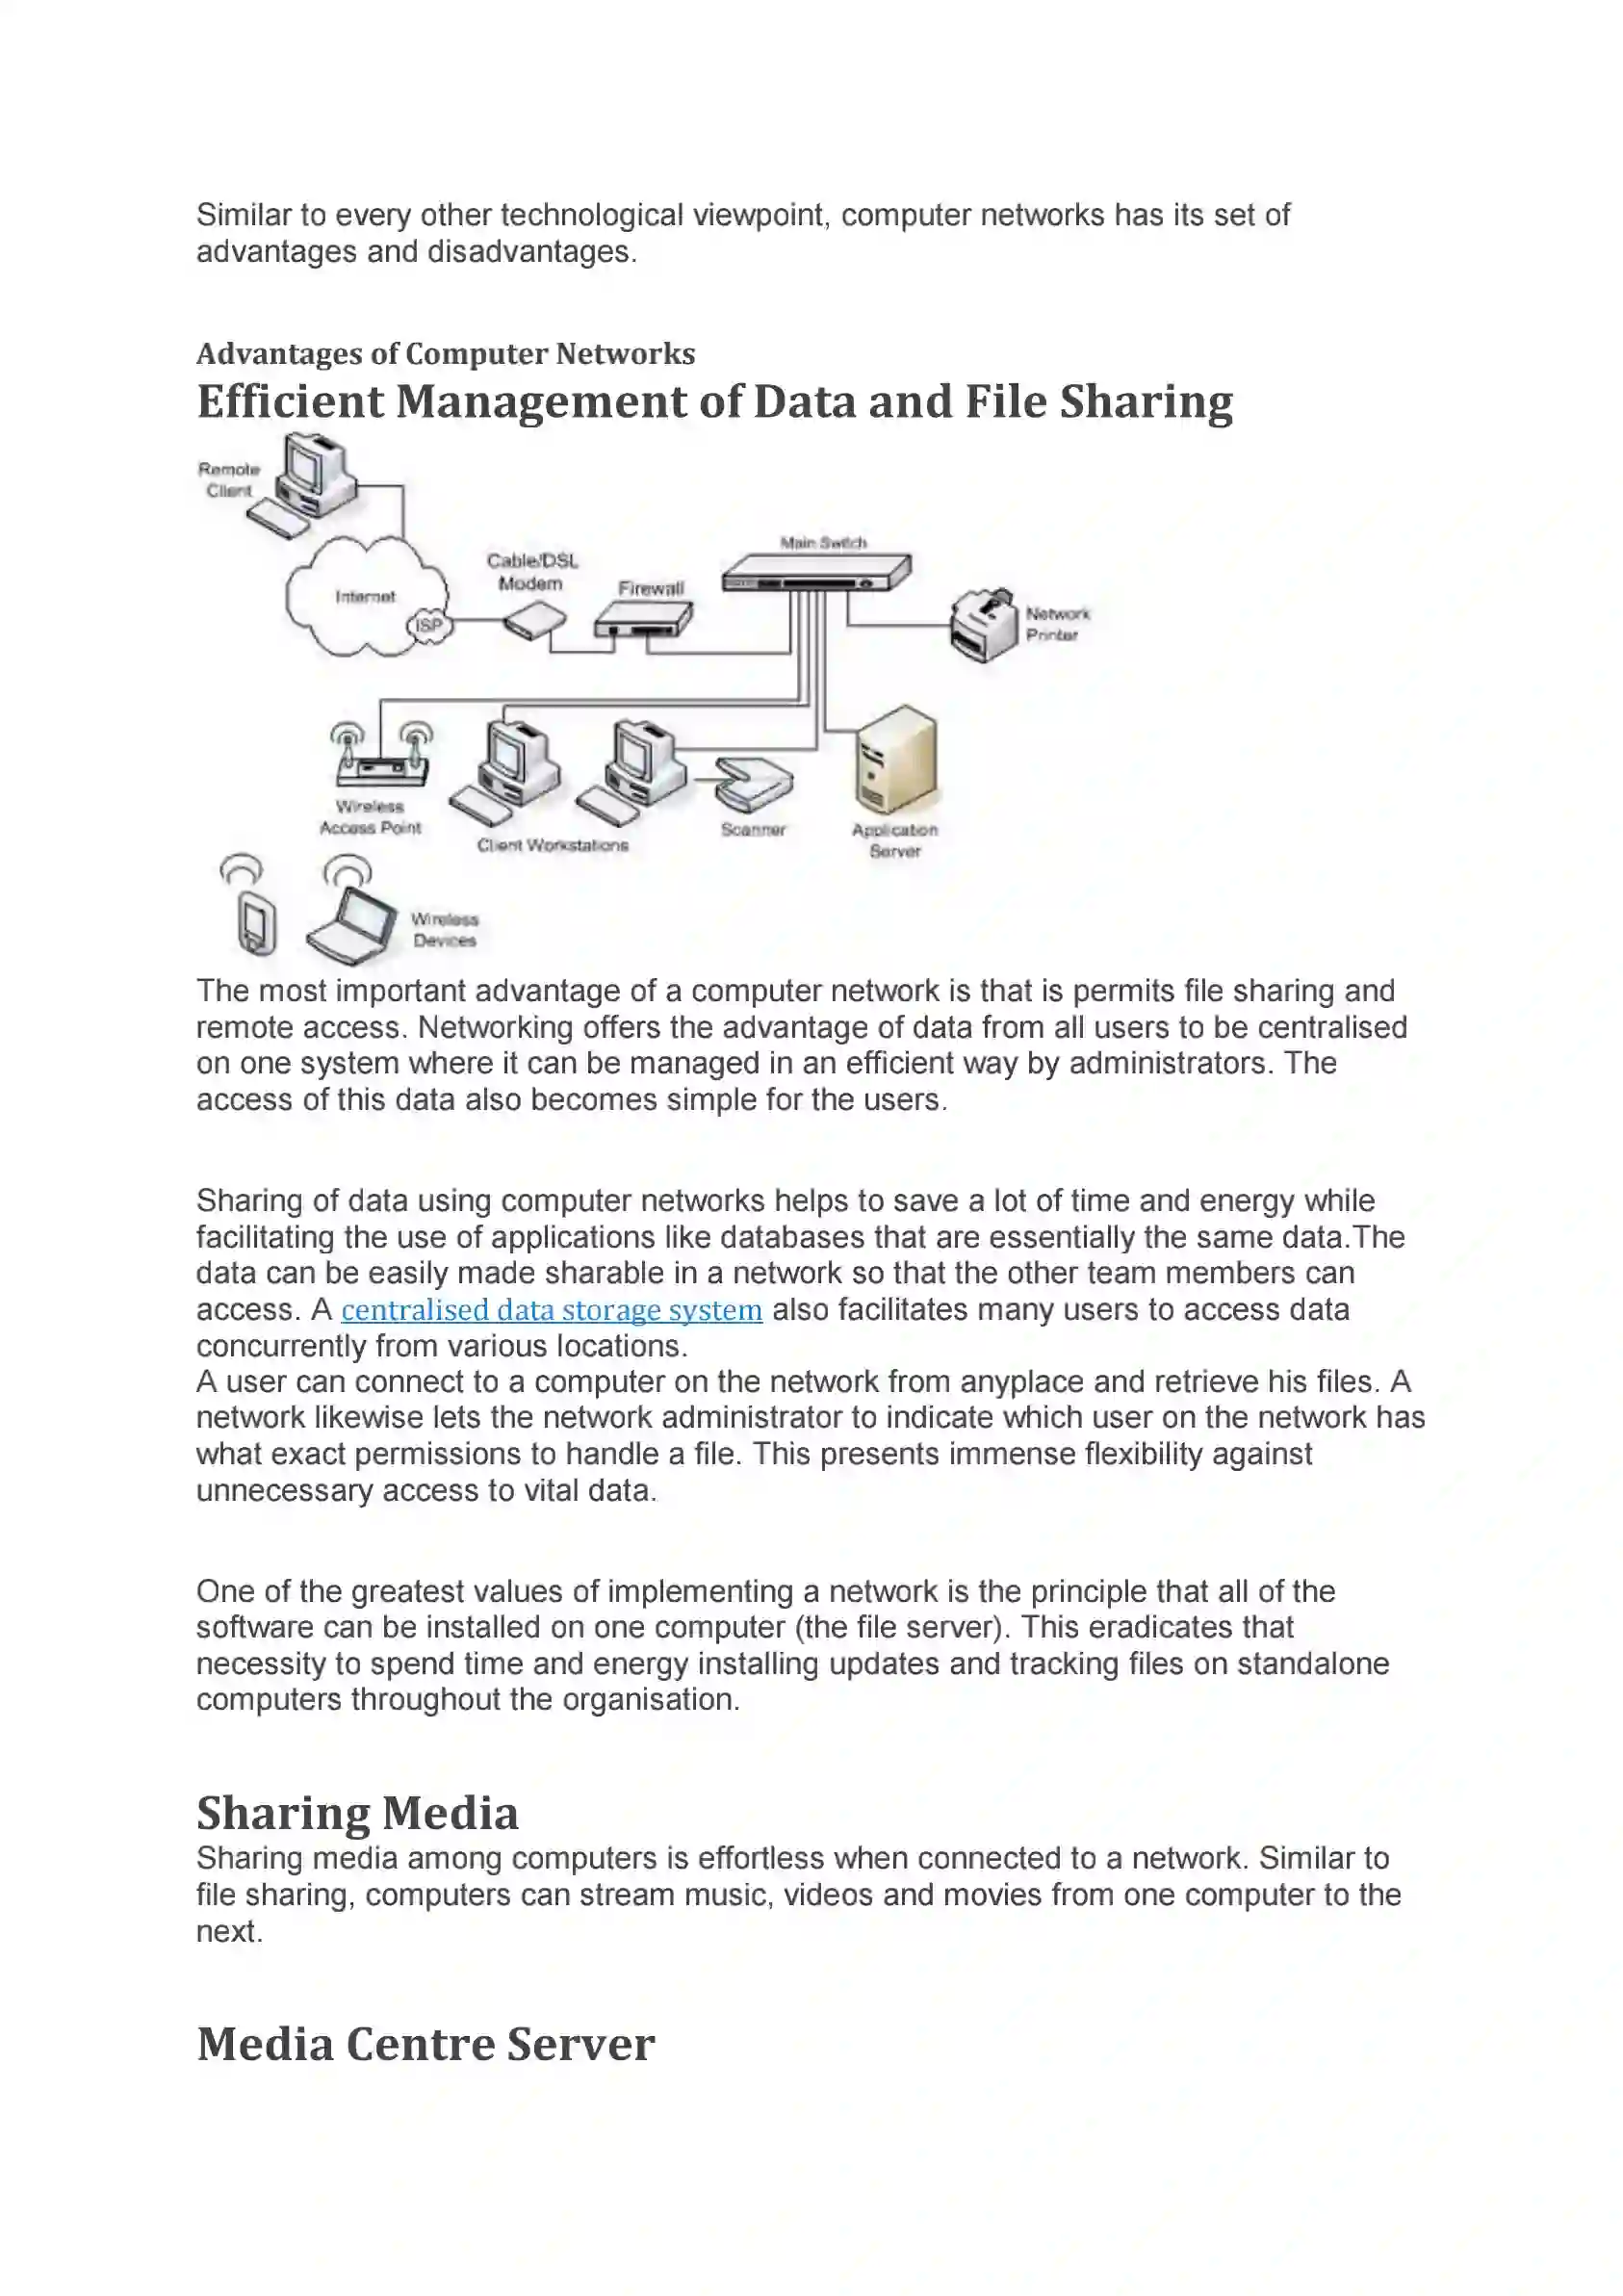 Similar to every other technological viewpoint, computer networks has its set of
advantages and disadvantages.
Advantages of Computer Networks
Efficient Management of Data and File Sharing
Remote
Client
Internet
ISP
Cable/DSL
Modem
Firewall
Main Switch
Network
Printer
Wireless
Access Point
Client Workstations
Scanner
Application
Server
Wireless
Devices
The most important advantage of a computer network is that is permits file sharing and
remote access. Networking offers the advantage of data from all users to be centralised
on one system where it can be managed in an efficient way by administrators. The
access of this data also becomes simple for the users.
Sharing of data using computer networks helps to save a lot of time and energy while
facilitating the use of applications like databases that are essentially the same data.The
data can be easily made sharable in a network so that the other team members can
access. A centralised data storage system also facilitates many users to access data
concurrently from various locations.
A user can connect to a computer on the network from anyplace and retrieve his files. A
network likewise lets the network administrator to indicate which user on the network has
what exact permissions to handle a file. This presents immense flexibility against
unnecessary access to vital data.
One of the greatest values of implementing a network is the principle that all of the
software can be installed on one computer (the file server). This eradicates that
necessity to spend time and energy installing updates and tracking files on standalone
computers throughout the organisation.
Sharing Media
Sharing media among computers is effortless when connected to a network. Similar to
file sharing, computers can stream music, videos and movies from one computer to the
next.
Media Centre Server